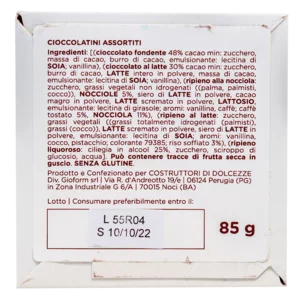 CIOCCOLATINI ASSORTITI
Ingredienti: ((cioccolato fondente 48% cacao min: zucchero,
massa di cacao, burro di cacao, emulsionante: lecitina di
SOIA; vanillina), (cioccolato al latte 30% cacao min: zucchero,
burro di cacao, LATTE intero in polvere, massa di cacao,
emulsionante: lecitina di SOIA; vanillina), (ripieno alla nocciola:
zucchero, grassi vegetali non idrogenati ((palma, palmisti,
cocco)), NOCCIOLE 5%, siero di LATTE in polvere, cacao
magro in polvere, LATTE scremato in polvere, LATTOSIO,
emulsionante: lecitina di girasole; aromi: vanillina, caffè; caffè
tostato 5%, NOCCIOLA 11%), (ripieno al latte: zucchero,
grassi vegetali non idrogenati ((palma, palmisti),
grassi (cocco)), LATTE scremato in polvere, LATTE intero in
polvere, emulsionante: lecitina di SOIA; aromi: vanillina,
cocco, pistacchio; colorante: riso soffiato 3%), (ripieno
liquoroso: ciliegia in alcool 25%, zucchero, sciroppo di
glucosio, acqua). Può contenere tracce di frutta secca in
guscio. SENZA GLUTINE.
Prodotto e confezionato per COSTRUTTORI DI DOLCEZZE
Div. Gioform srl | Via R. d'Andreotto 19/e | 06124 Perugia (PG)
in Zona Industriale G 6/A | 70015 Noci (BA)
Lotto | Consumare preferibilmente entro il:
L 55R04
S 10/10/22
85 g